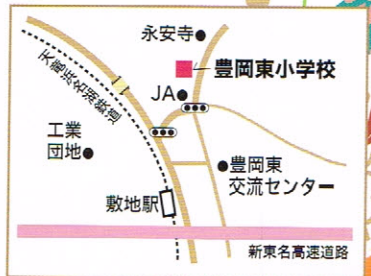 永安寺
豊岡東小学校
JA
天竜浜名湖鉄道
工業
団地
豊岡東
交流センター
敷地駅
新東名高速道路